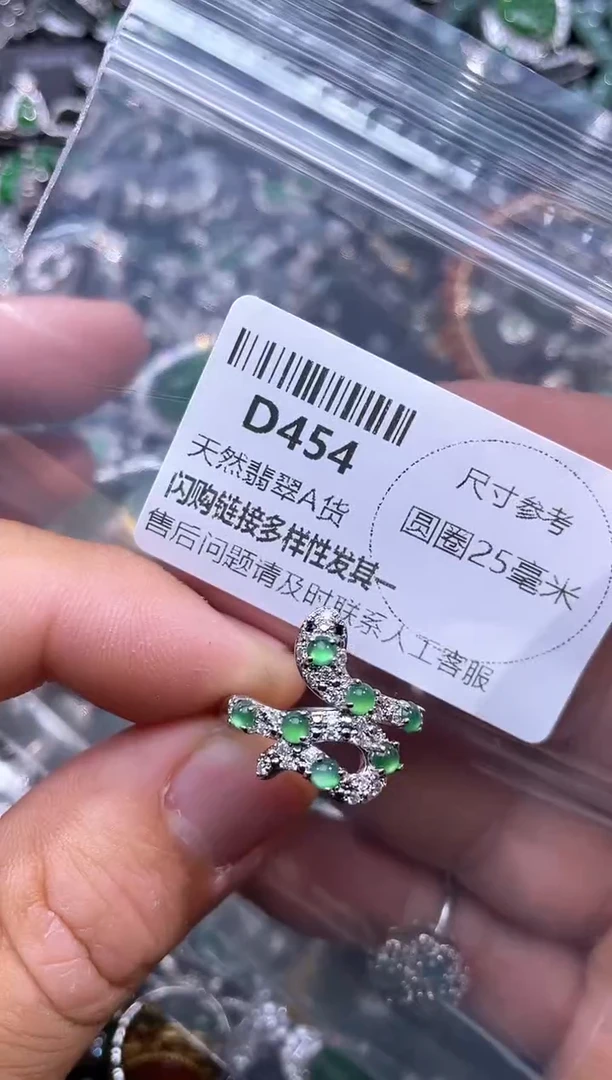 D454
天然翡翠A货
闪购链接多样性发其一
售后问题请及时联系人工客服
尺寸参考
圆圈25毫米